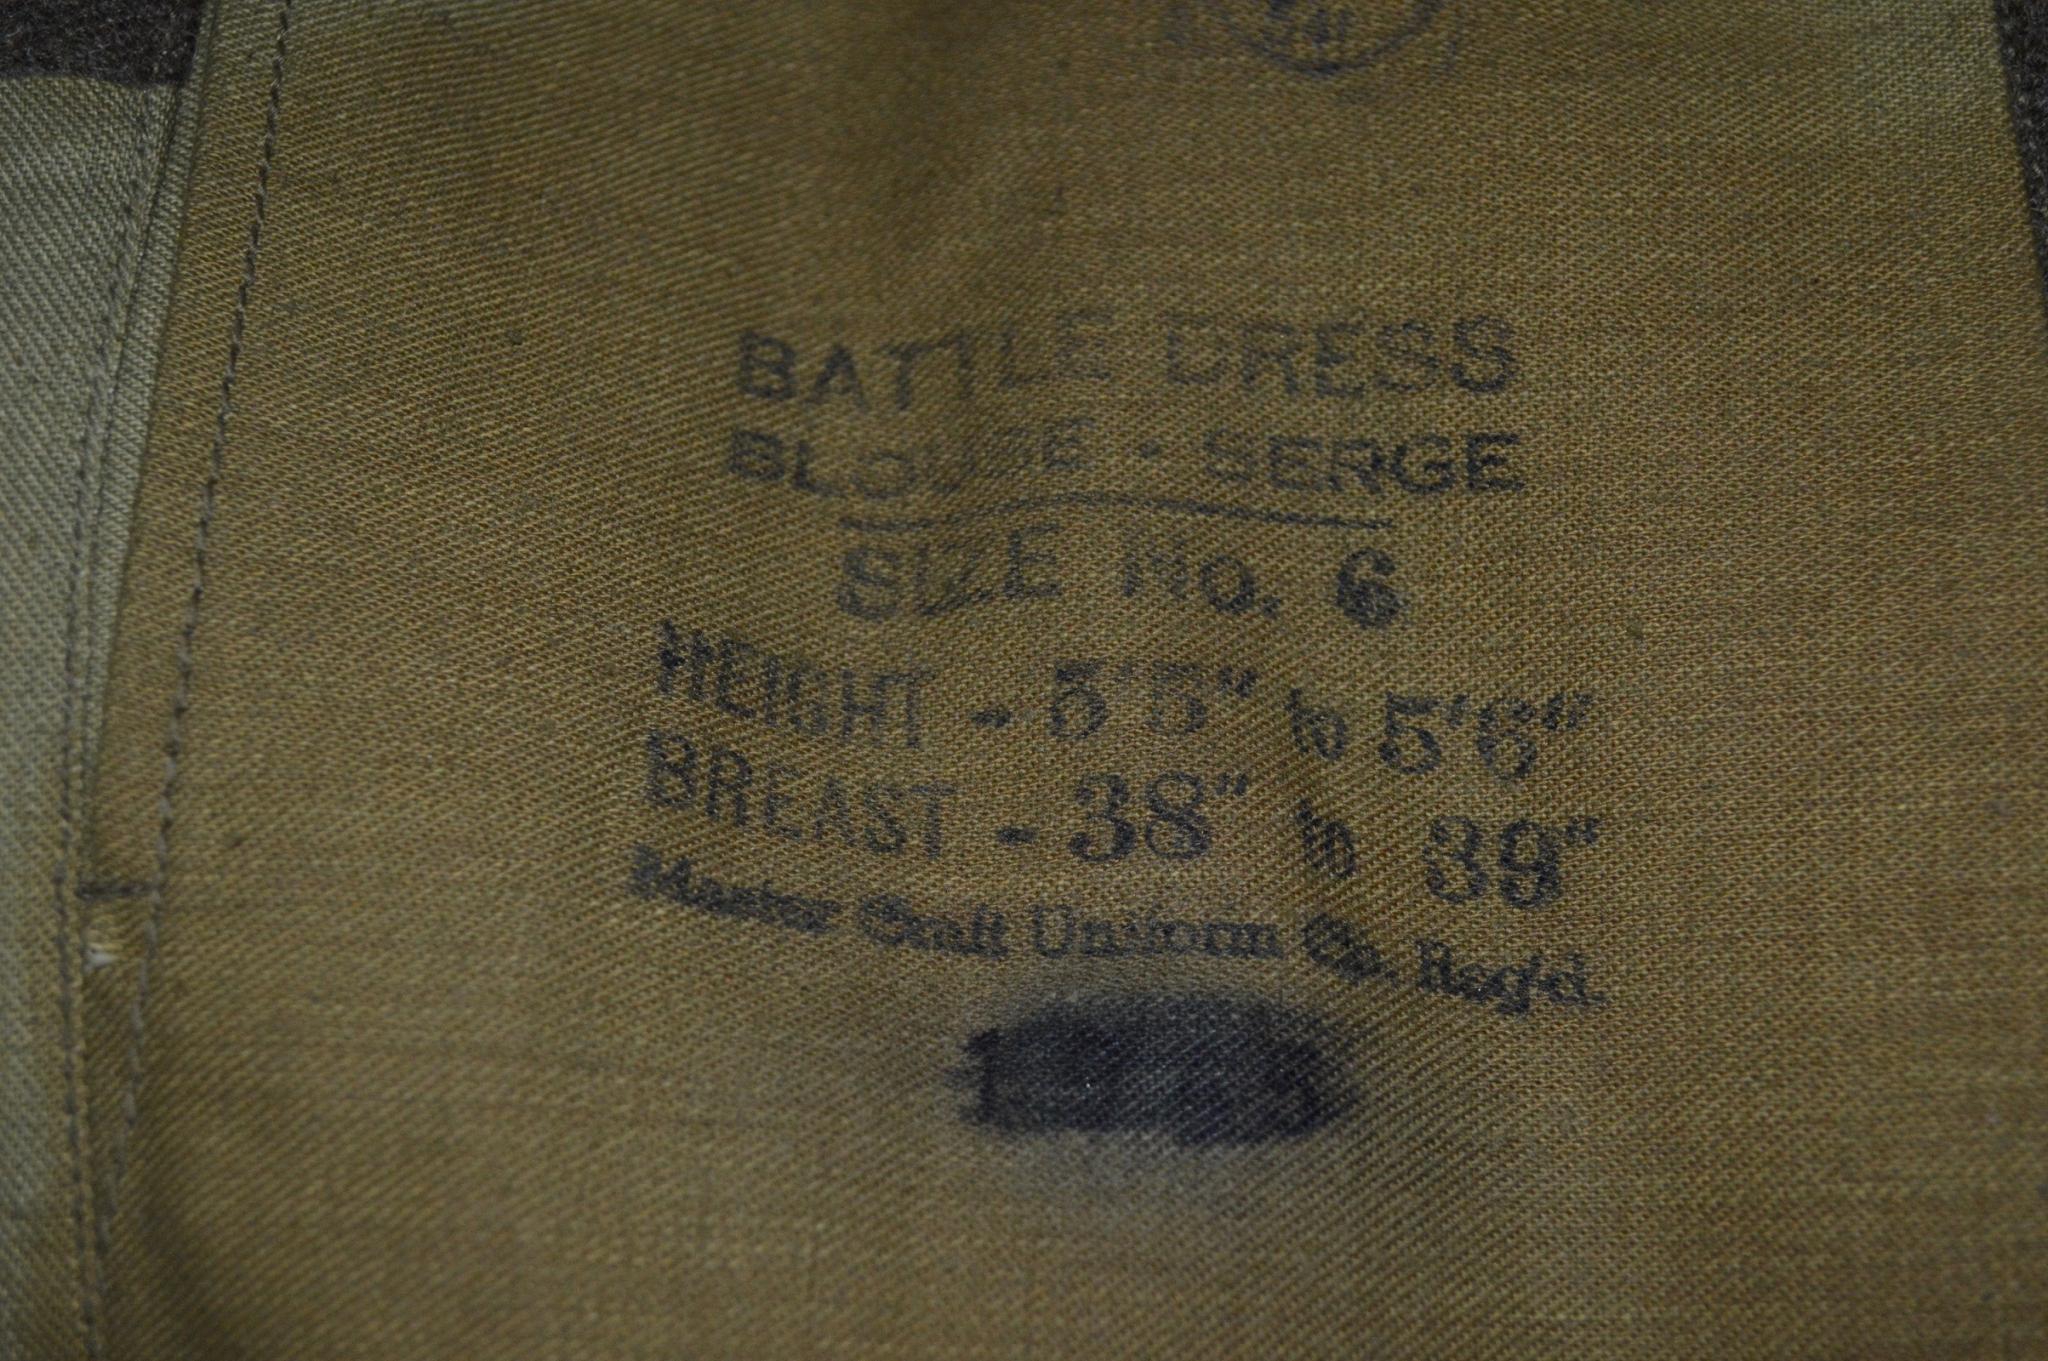 BATTLE DRESS
BLOUSE - SERGE
SIZE No. 6
HEIGHT - 5'5" to 5'6"
BREAST - 38" to 39"
Master Craft Uniform Co. Reg'd.